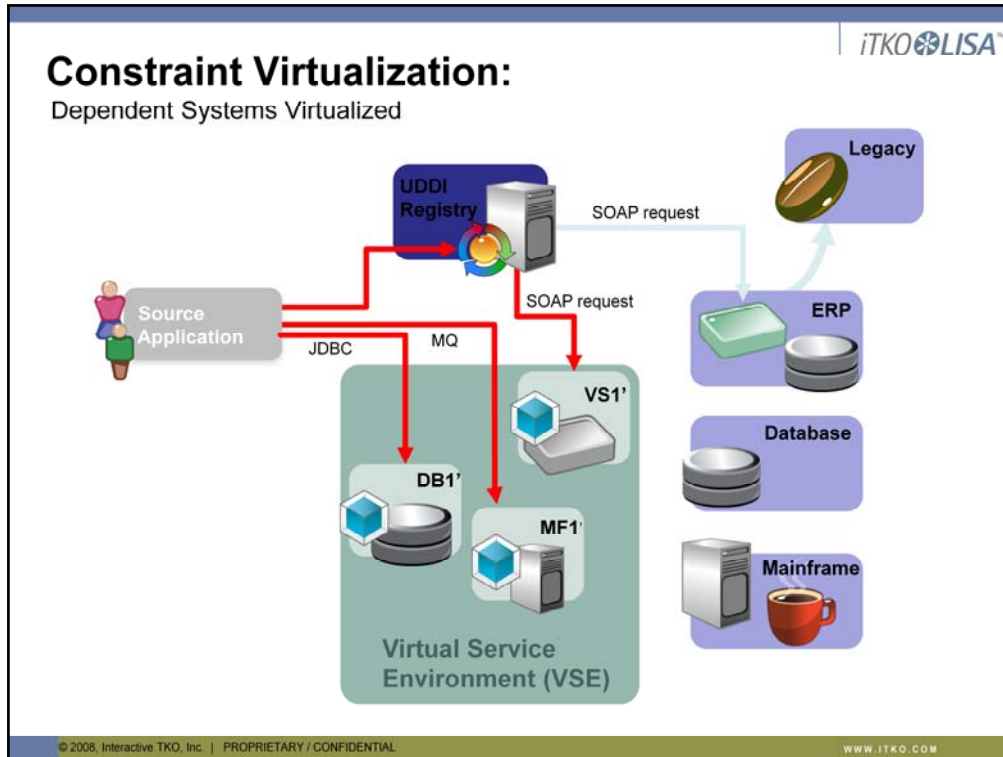 iTKO LISA™
Constraint Virtualization:
Dependent Systems Virtualized
Legacy
UDDI
Registry
SOAP request
SOAP request
ERP
Source
Application
JDBC
MQ
VS1'
Database
DB1'
MF1'
Mainframe
Virtual Service
Environment (VSE)
© 2008, Interactive TKO, Inc. | PROPRIETARY / CONFIDENTIAL
WWW.ITKO.COM